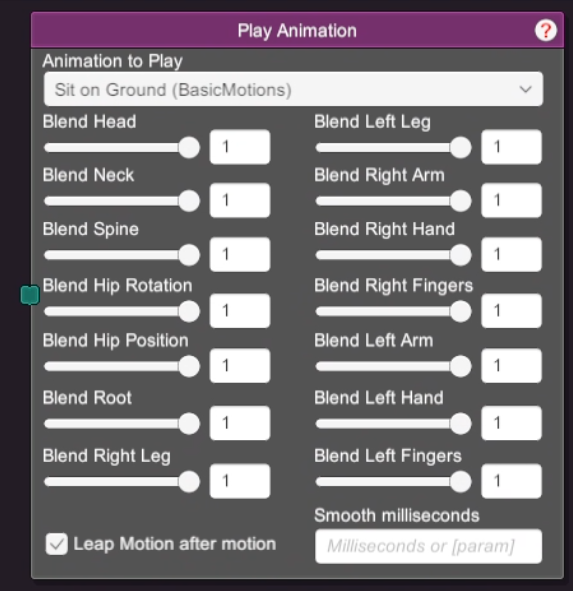 Play Animation
?
Animation to Play
Sit on Ground (BasicMotions)
Blend Head
1
Blend Left Leg
1
Blend Neck
1
Blend Right Arm
1
Blend Spine
1
Blend Right Hand
1
Blend Hip Rotation
1
Blend Right Fingers
1
Blend Hip Position
1
Blend Left Arm
1
Blend Root
1
Blend Left Hand
1
Blend Right Leg
1
Blend Left Fingers
1
Leap Motion after motion
Smooth milliseconds
Milliseconds or [param]